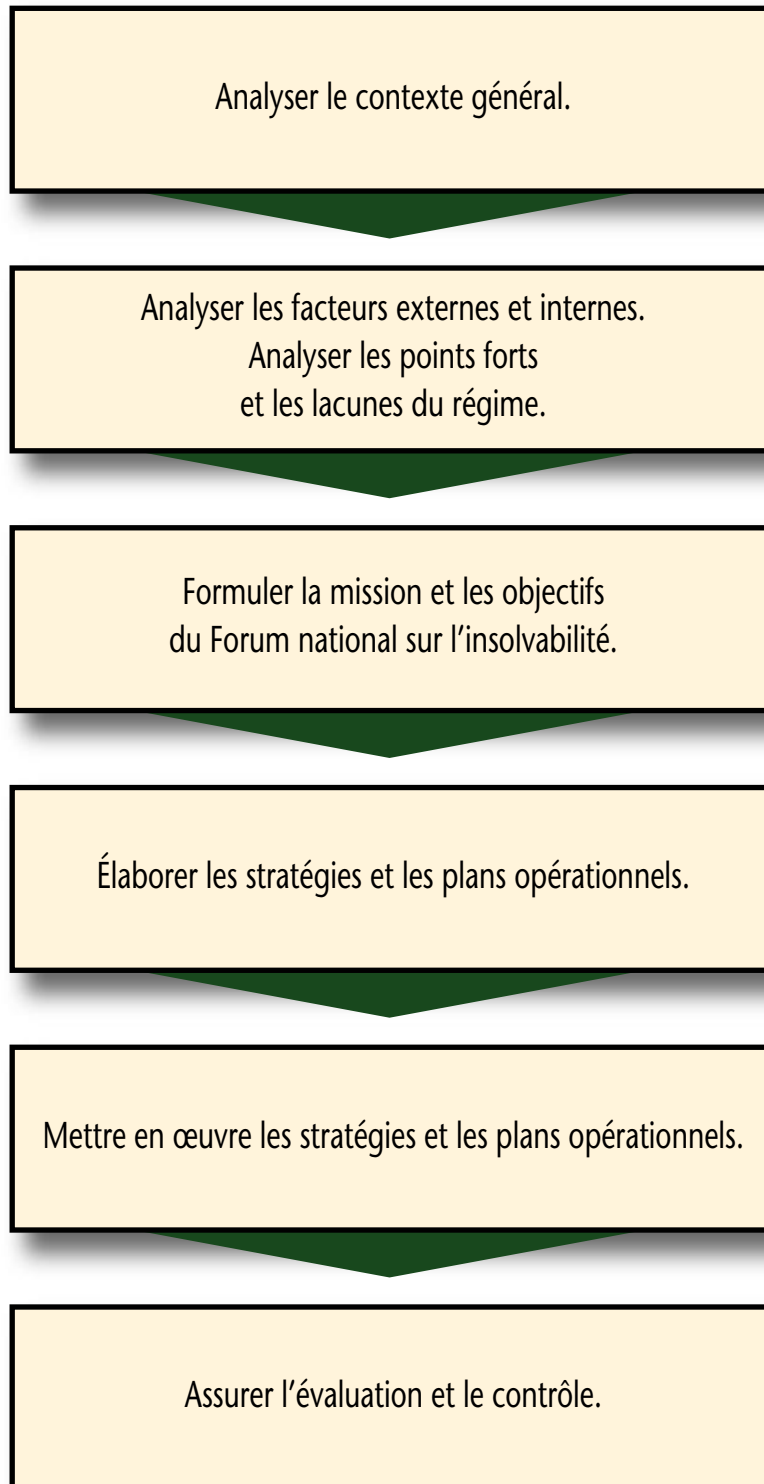 Analyser le contexte général.
Analyser les facteurs externes et internes.
Analyser les points forts
et les lacunes du régime.
Formuler la mission et les objectifs
du Forum national sur l’insolvabilité.
Élaborer les stratégies et les plans opérationnels.
Mettre en œuvre les stratégies et les plans opérationnels.
Assurer l’évaluation et le contrôle.